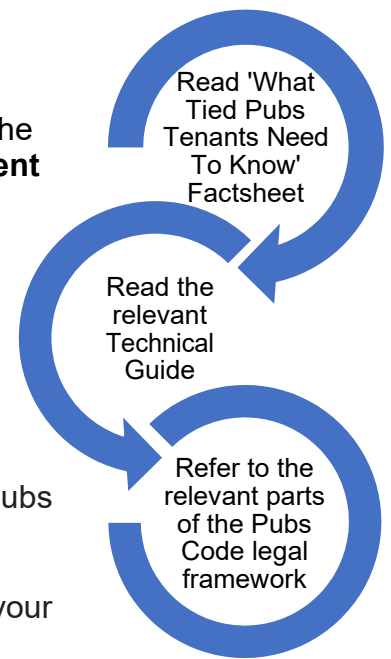 he
ent
ubs
your
Read 'What
Tied Pubs
Tenants Need
To Know'
Factsheet
Read the
relevant
Technical
Guide
Refer to the
relevant parts
of the Pubs
Code legal
framework